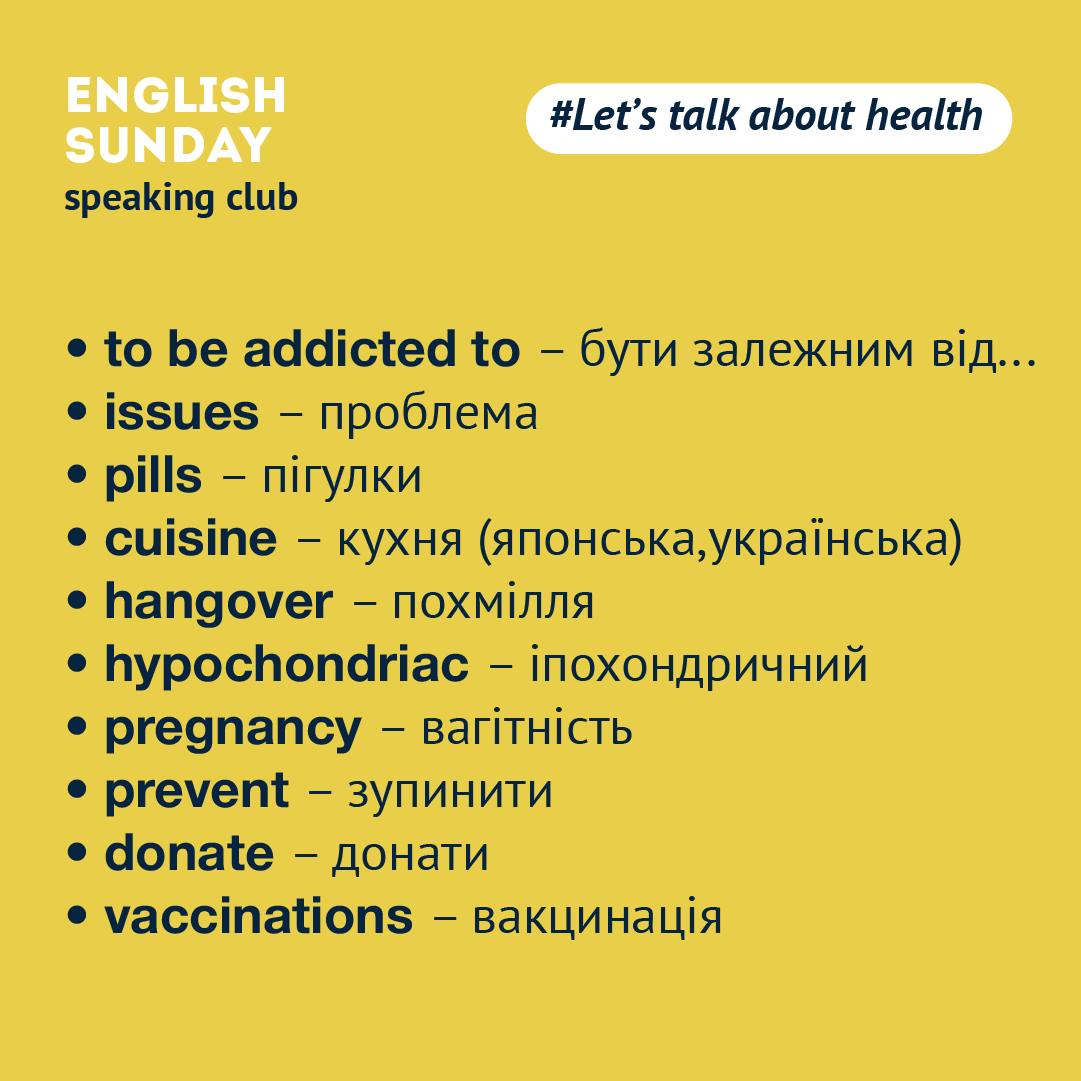 ENGLISH
SUNDAY
speaking club
#Let's talk about health
• to be addicted to – бути залежним від...
• issues – проблема
• pills – пігулки
• cuisine – кухня (японська,українська)
• hangover – похмілля
• hypochondriac – іпохондричний
• pregnancy – вагітність
• prevent – зупинити
• donate – донати
• vaccinations – вакцинація